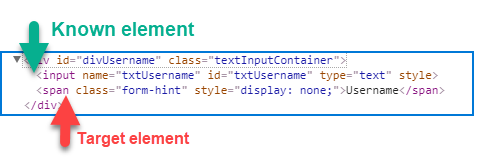 Known element
<div id="divUsername" class="textInputContainer">
<input name="txtUsername" id="txtUsername" type="text" style>
<span class="form-hint" style="display: none;">Username</span>
</div>
Target element